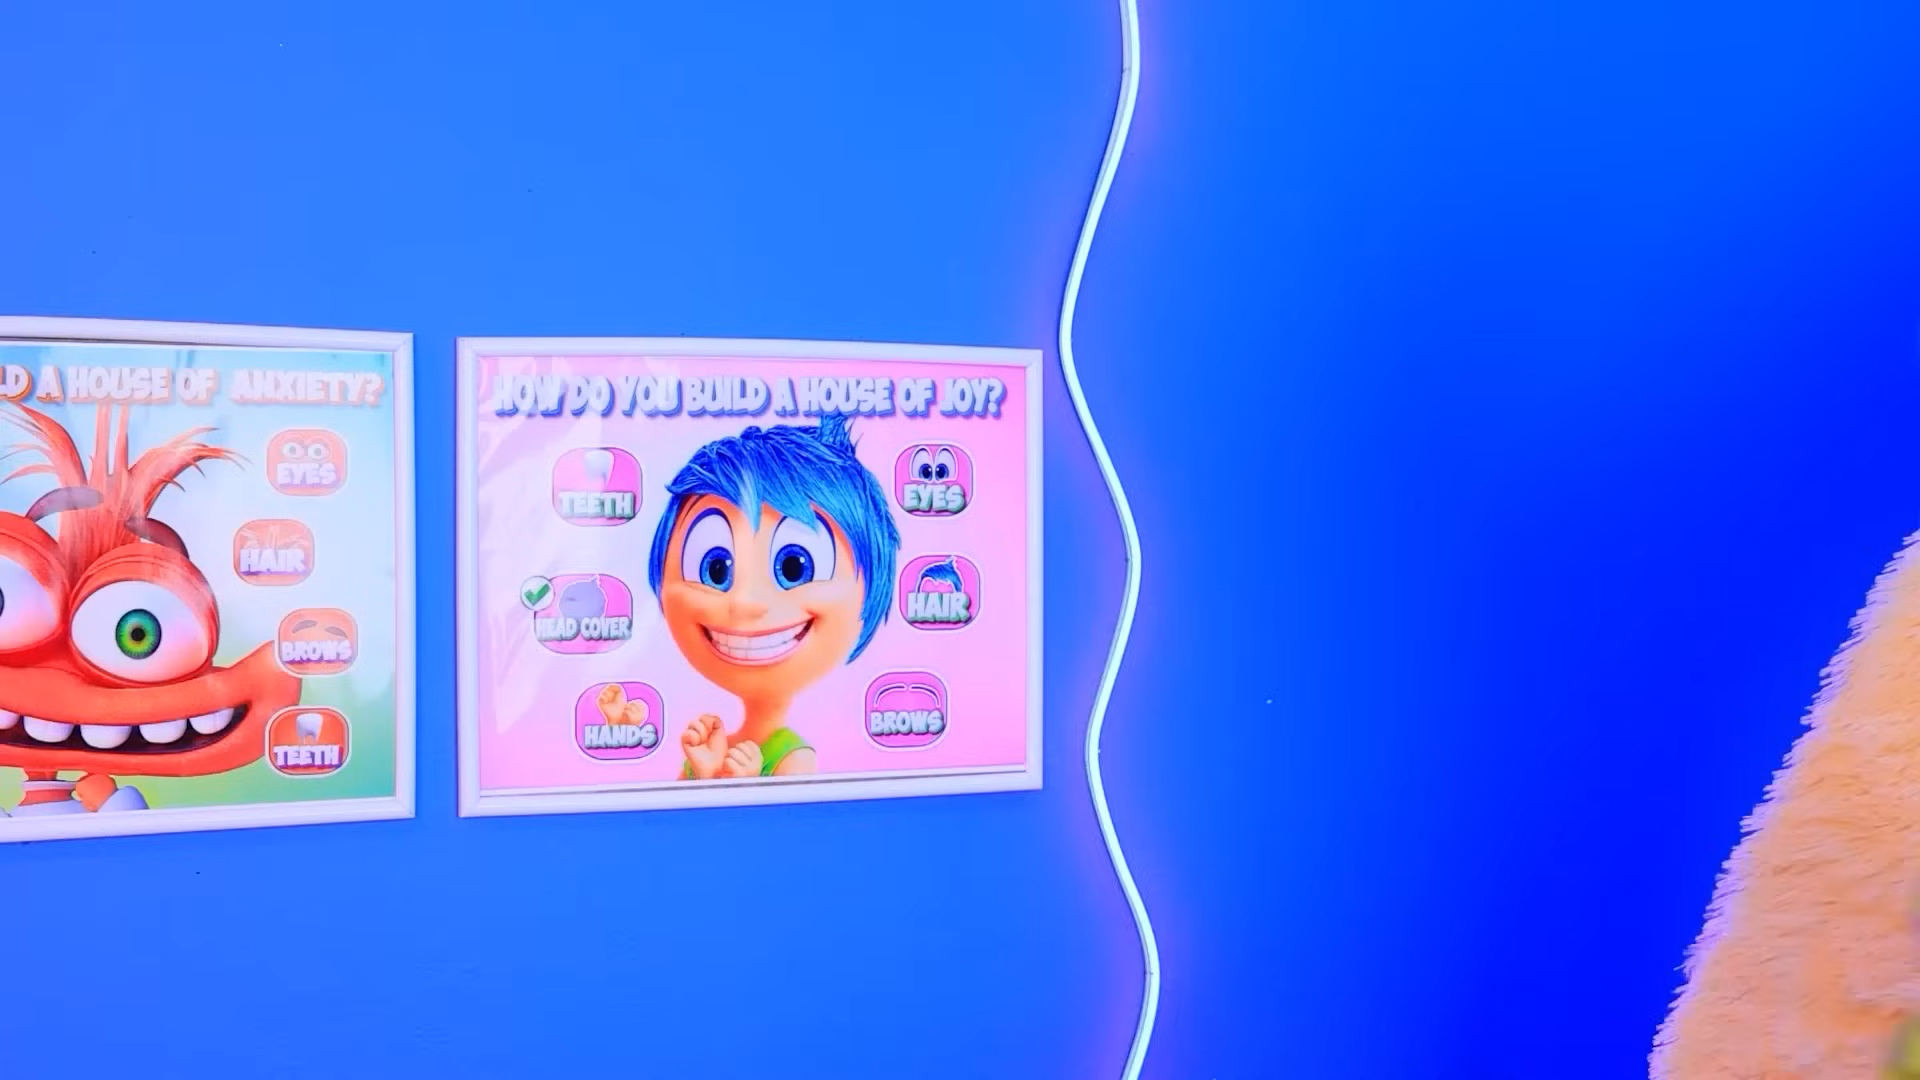 LD A HOUSE OF ANXIETY?
EYES
HAIR
BROWS
TEETH
HOW DO YOU BUILD A HOUSE OF JOY?
TEETH
HEAD COVER
HANDS
EYES
HAIR
BROWS